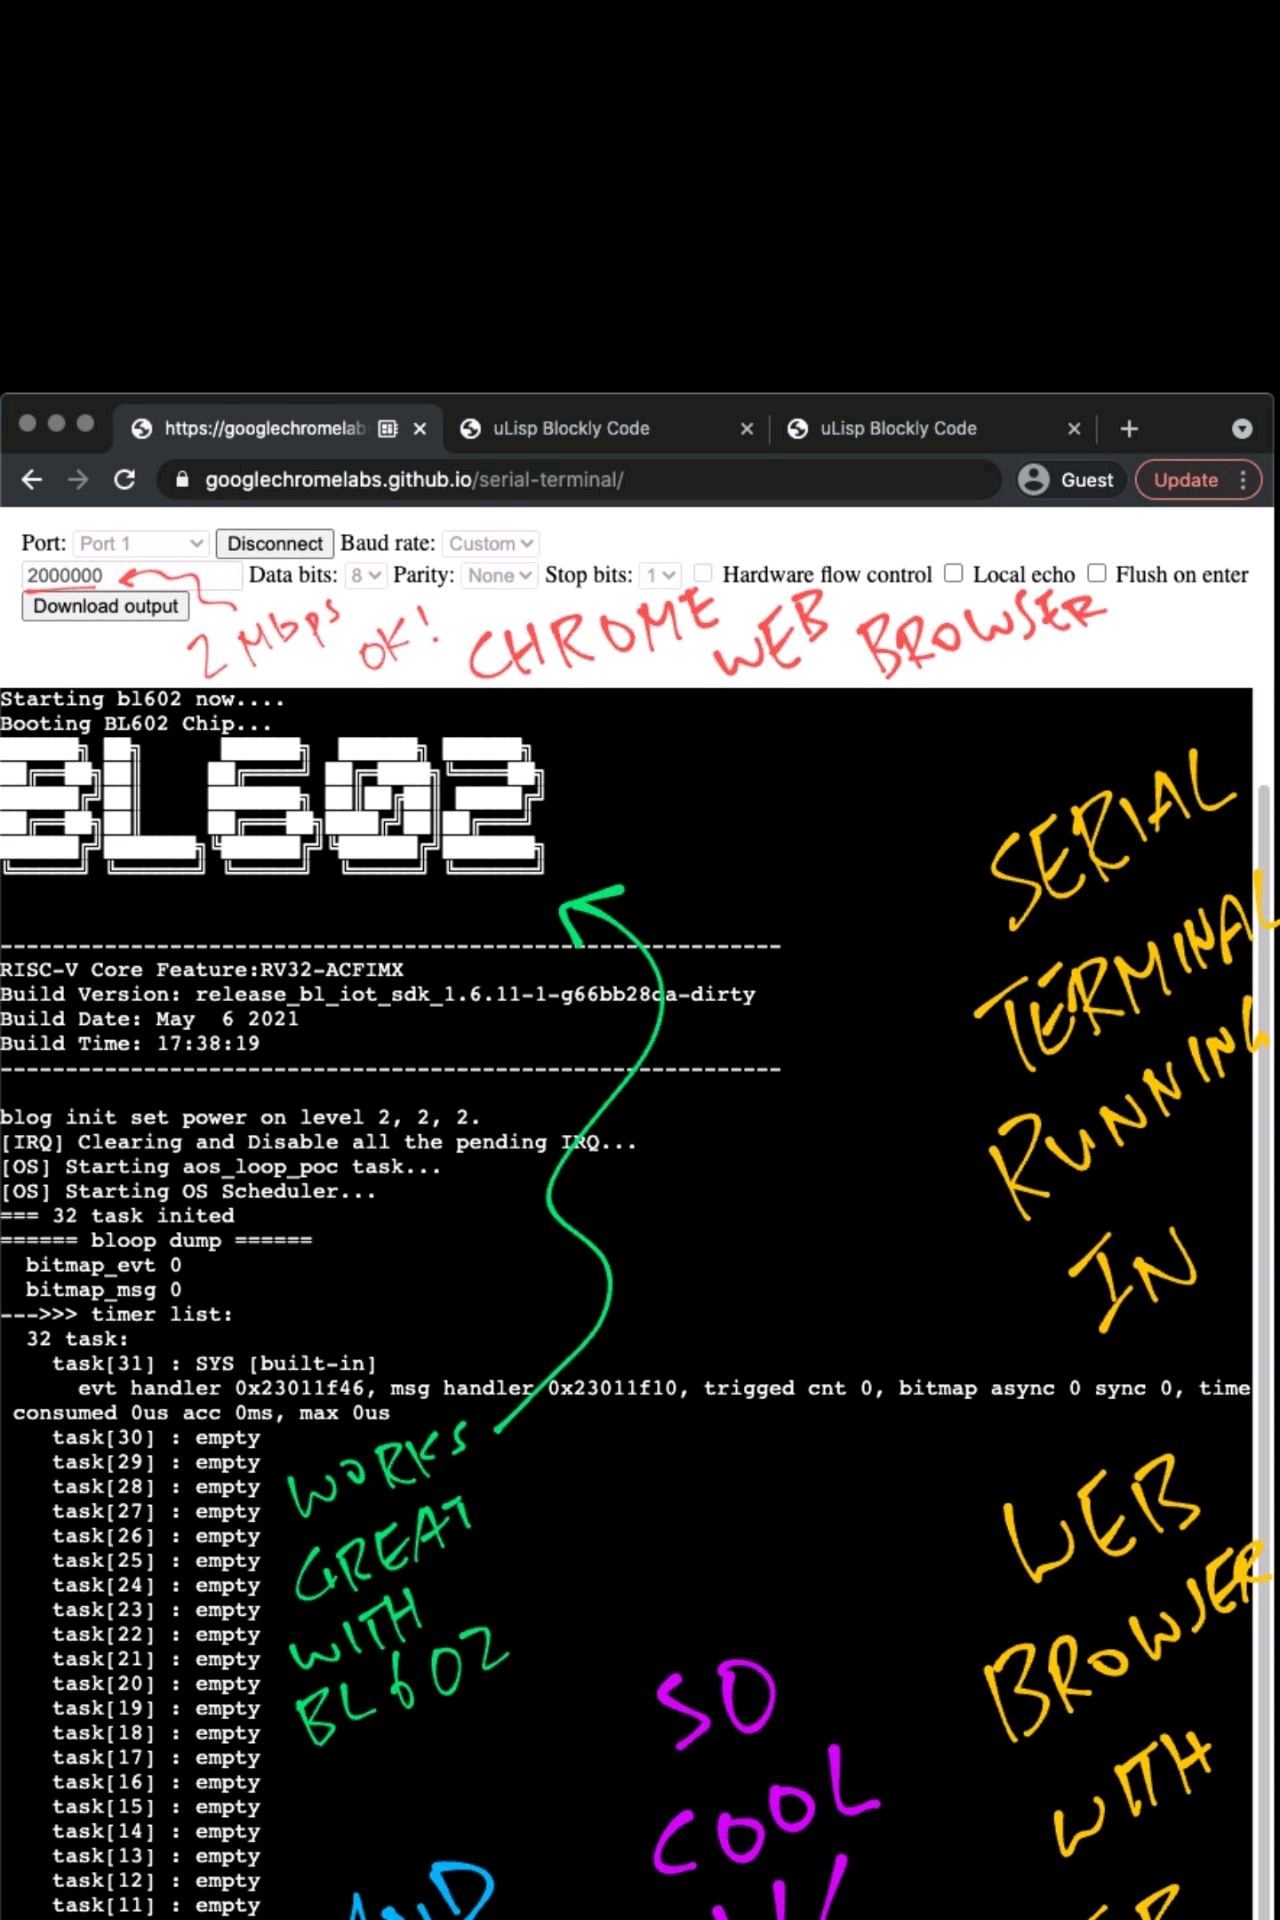 https://googlechromelab
uLisp Blockly Code
uLisp Blockly Code
googlechromelabs.github.io/serial-terminal/
Guest
Update
Port: Port 1 Disconnect Baud rate: Custom
2000000 Data bits: 8 Parity: None Stop bits: 1 Hardware flow control Local echo Flush on enter
Download output
2 Mbps OK!
CHROME WEB BROWSER
Starting bl602 now....
Booting BL602 Chip...
BL602
SERIAL
TERMINAL
RUNNING
IN
WEB
BROWSER
WITH
------------------------------------------------------------
RISC-V Core Feature:RV32-ACFIMX
Build Version: release_bl_iot_sdk_1.6.11-1-g66bb28da-dirty
Build Date: May  6 2021
Build Time: 17:38:19
------------------------------------------------------------
blog init set power on level 2, 2, 2.
[IRQ] Clearing and Disable all the pending IRQ...
[OS] Starting aos_loop_poc task...
[OS] Starting OS Scheduler...
=== 32 task inited
====== bloop dump ======
bitmap_evt 0
bitmap_msg 0
--->>> timer list:
32 task:
task[31] : SYS [built-in]
evt handler 0x23011f46, msg handler 0x23011f10, trigged cnt 0, bitmap async 0 sync 0, time
consumed 0us acc 0ms, max 0us
task[30] : empty
task[29] : empty
task[28] : empty
task[27] : empty
task[26] : empty
task[25] : empty
task[24] : empty
task[23] : empty
task[22] : empty
task[21] : empty
task[20] : empty
task[19] : empty
task[18] : empty
task[17] : empty
task[16] : empty
task[15] : empty
task[14] : empty
task[13] : empty
task[12] : empty
task[11] : empty
WORKS
GREAT
WITH
BL602
SO
COOL
AND